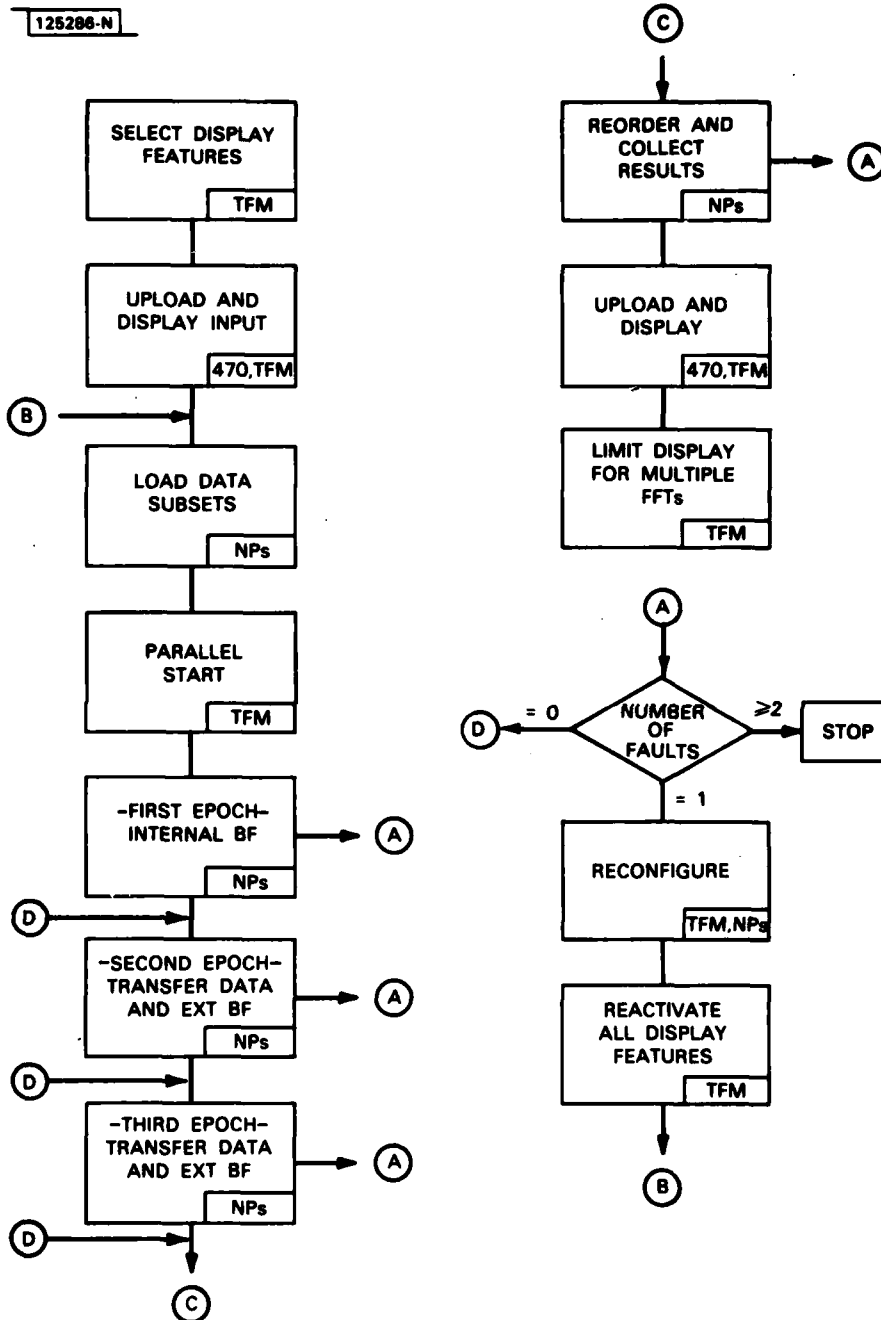 125286-N
SELECT DISPLAY
FEATURES
TFM
UPLOAD AND
DISPLAY INPUT
470,TFM
B
LOAD DATA
SUBSETS
NPs
PARALLEL
START
TFM
-FIRST EPOCH-
INTERNAL BF
A
NPs
D
-SECOND EPOCH-
TRANSFER DATA
AND EXT BF
A
NPs
D
-THIRD EPOCH-
TRANSFER DATA
AND EXT BF
A
NPs
D
C
C
REORDER AND
COLLECT
RESULTS
A
NPs
UPLOAD AND
DISPLAY
470,TFM
LIMIT DISPLAY
FOR MULTIPLE
FFTs
TFM
A
D
= 0
NUMBER
OF
FAULTS
≥2
STOP
= 1
RECONFIGURE
TFM,NPs
REACTIVATE
ALL DISPLAY
FEATURES
TFM
B